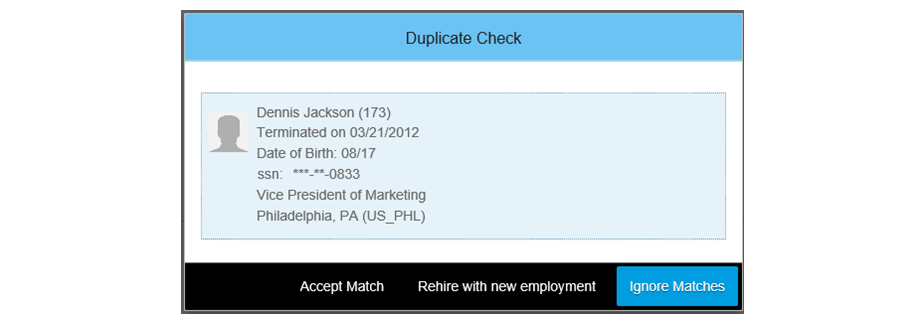 Duplicate Check
Dennis Jackson (173)
Terminated on 03/21/2012
Date of Birth: 08/17
ssn: ***-**-0833
Vice President of Marketing
Philadelphia, PA (US_PHL)
Accept Match Rehire with new employment Ignore Matches